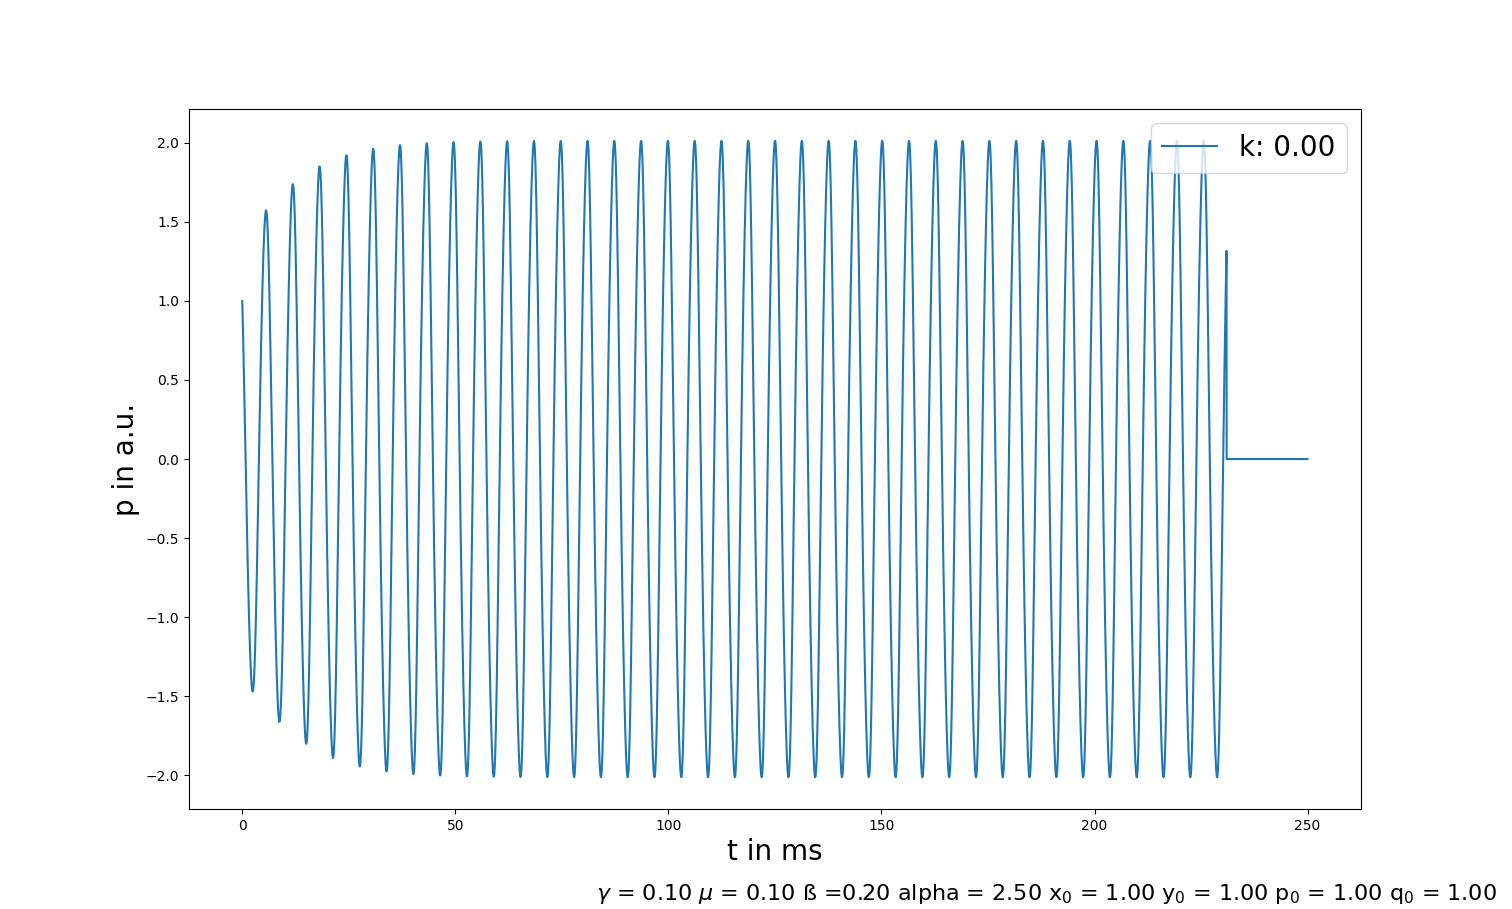 2.0
1.5
1.0
0.5
0.0
−0.5
−1.0
−1.5
−2.0
p in a.u.
k: 0.00
0 50 100 150 200 250
t in ms
γ = 0.10 μ = 0.10 ß =0.20 alpha = 2.50 x₀ = 1.00 y₀ = 1.00 p₀ = 1.00 q₀ = 1.00